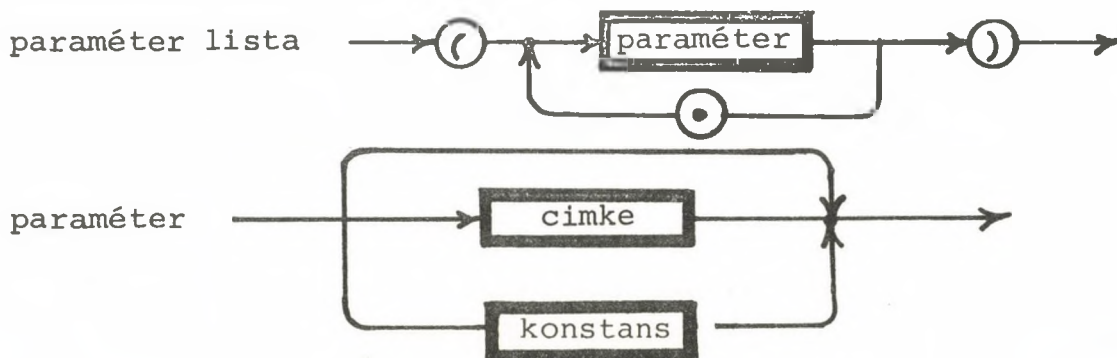 paraméter lista ( paraméter )
•
paraméter cimke
konstans